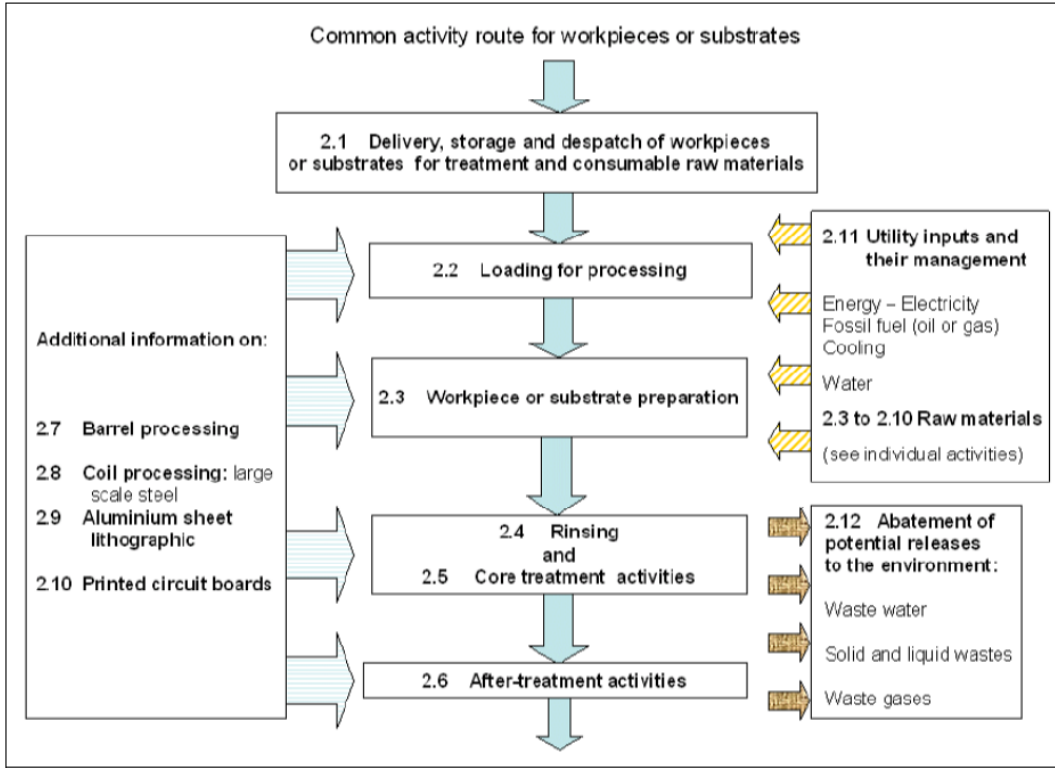 Common activity route for workpieces or substrates
2.1 Delivery, storage and despatch of workpieces
or substrates for treatment and consumable raw materials
2.2 Loading for processing
2.3 Workpiece or substrate preparation
2.4 Rinsing
and
2.5 Core treatment activities
2.6 After-treatment activities
Additional information on:
2.7 Barrel processing
2.8 Coil processing: large
scale steel
2.9 Aluminium sheet
lithographic
2.10 Printed circuit boards
2.11 Utility inputs and
their management
Energy – Electricity
Fossil fuel (oil or gas)
Cooling
Water
2.3 to 2.10 Raw materials
(see individual activities)
2.12 Abatement of
potential releases
to the environment:
Waste water
Solid and liquid wastes
Waste gases